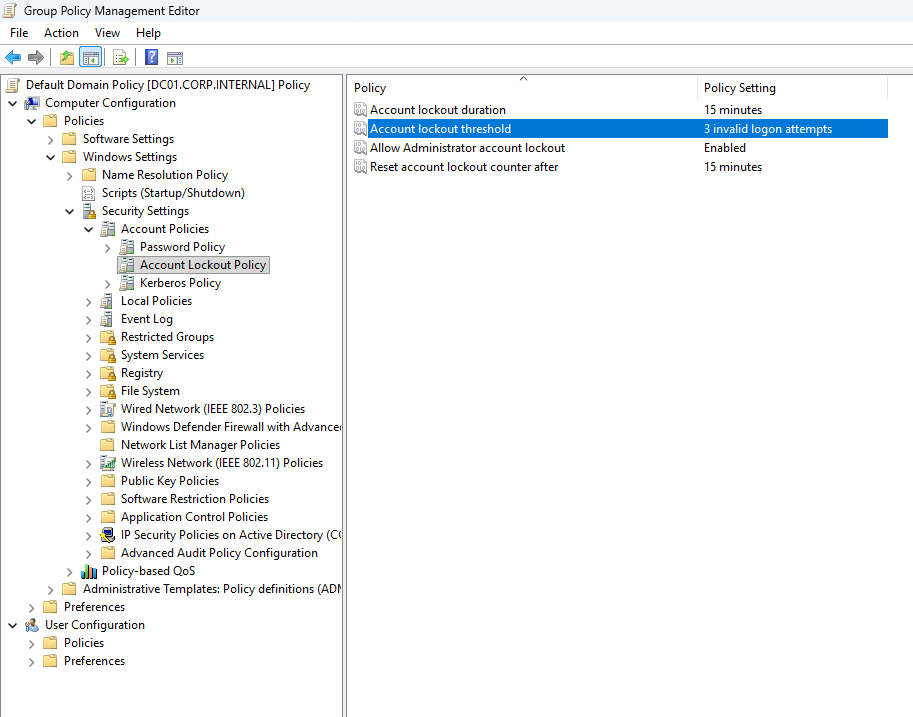 Group Policy Management Editor
File Action View Help
Default Domain Policy [DC01.CORP.INTERNAL] Policy
Computer Configuration
Policies
Software Settings
Windows Settings
Name Resolution Policy
Scripts (Startup/Shutdown)
Security Settings
Account Policies
Password Policy
Account Lockout Policy
Kerberos Policy
Local Policies
Event Log
Restricted Groups
System Services
Registry
File System
Wired Network (IEEE 802.3) Policies
Windows Defender Firewall with Advanced
Network List Manager Policies
Wireless Network (IEEE 802.11) Policies
Public Key Policies
Software Restriction Policies
Application Control Policies
IP Security Policies on Active Directory (CO
Advanced Audit Policy Configuration
Policy-based QoS
Administrative Templates: Policy definitions (ADM
Preferences
User Configuration
Policies
Preferences
Policy Policy Setting
Account lockout duration 15 minutes
Account lockout threshold 3 invalid logon attempts
Allow Administrator account lockout Enabled
Reset account lockout counter after 15 minutes